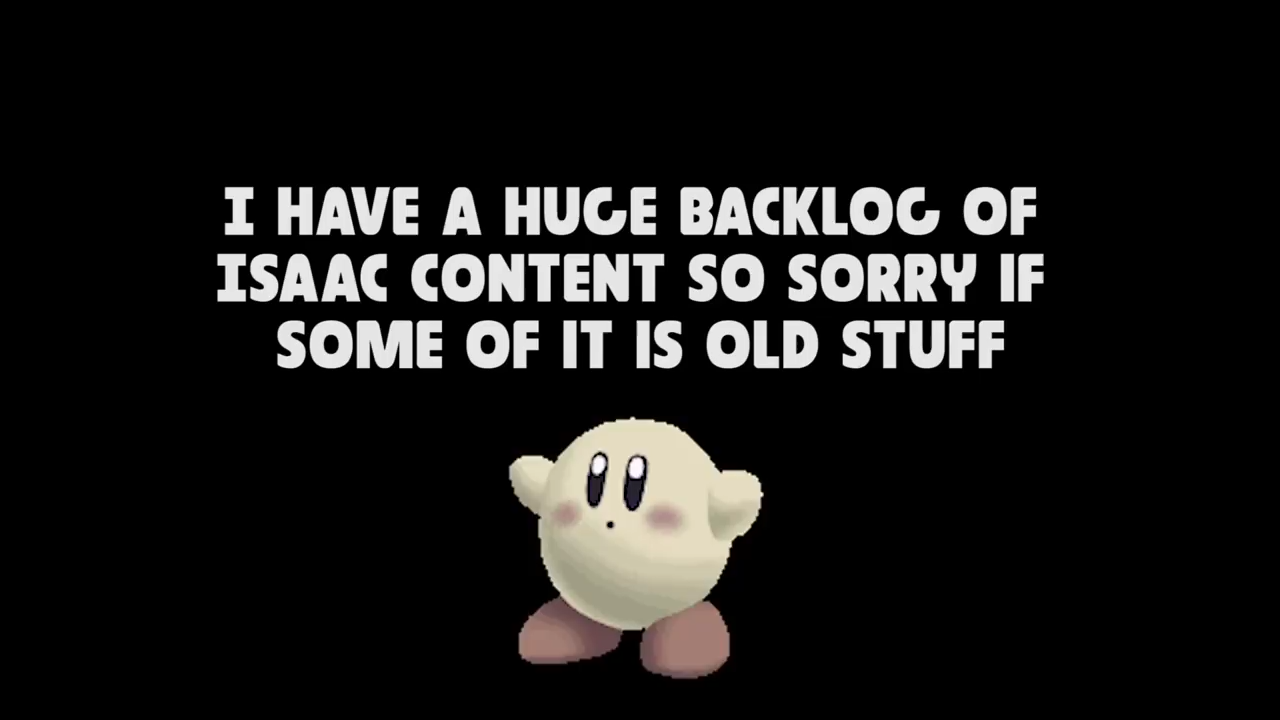 I HAVE A HUGE BACKLOG OF
ISAAC CONTENT SO SORRY IF
SOME OF IT IS OLD STUFF